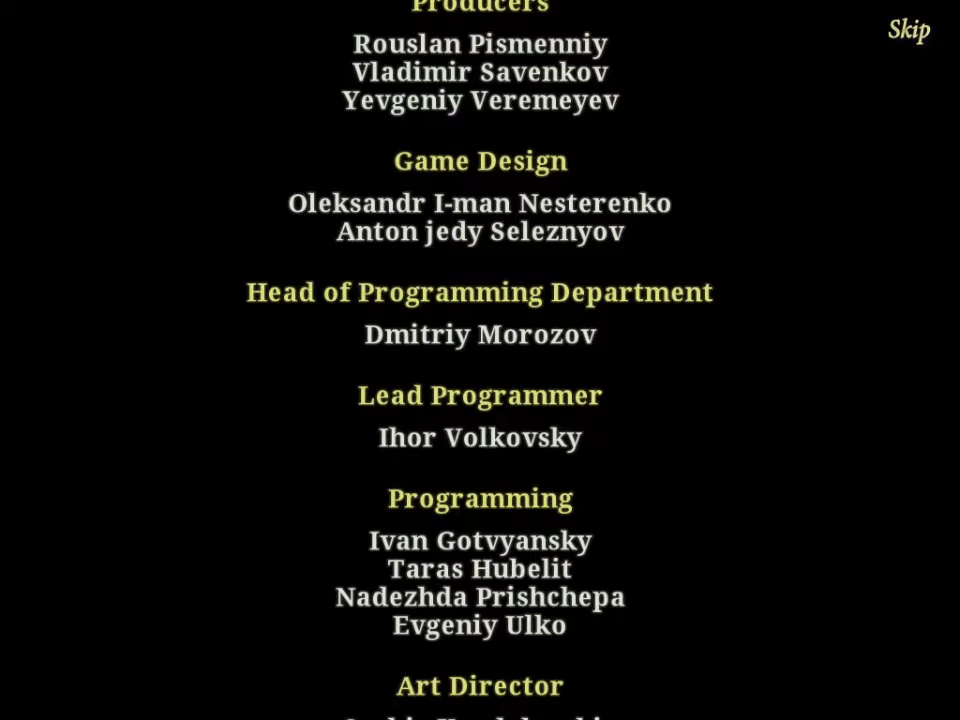 Producers
Skip
Rouslan Pismenniy
Vladimir Savenkov
Yevgeniy Veremeyev
Game Design
Oleksandr I-man Nesterenko
Anton jedy Seleznyov
Head of Programming Department
Dmitriy Morozov
Lead Programmer
Ihor Volkovsky
Programming
Ivan Gotvyansky
Taras Hubelit
Nadezhda Prishchepa
Evgeniy Ulko
Art Director